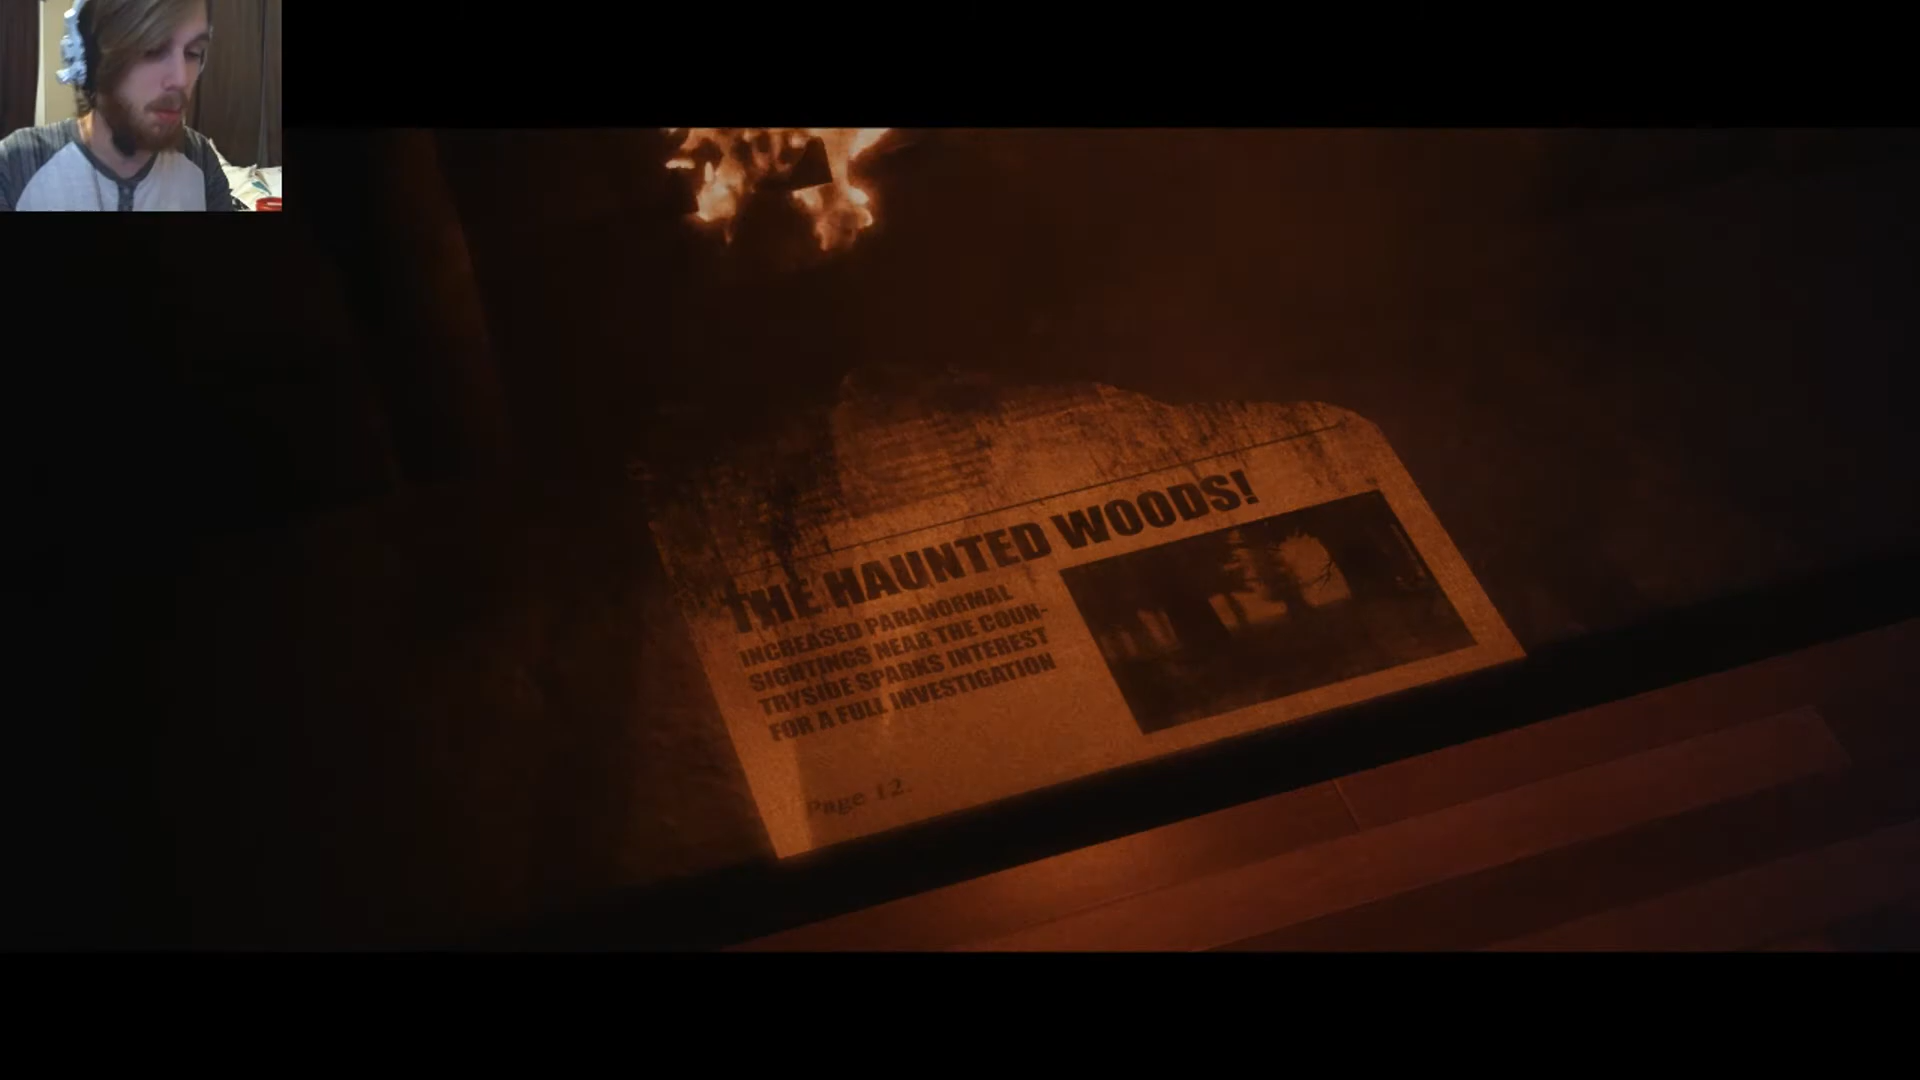 THE HAUNTED WOODS!
INCREASED PARANORMAL
SIGHTINGS NEAR THE COUN-
TRYSIDE SPARKS INTEREST
FOR A FULL INVESTIGATION
Page 12.